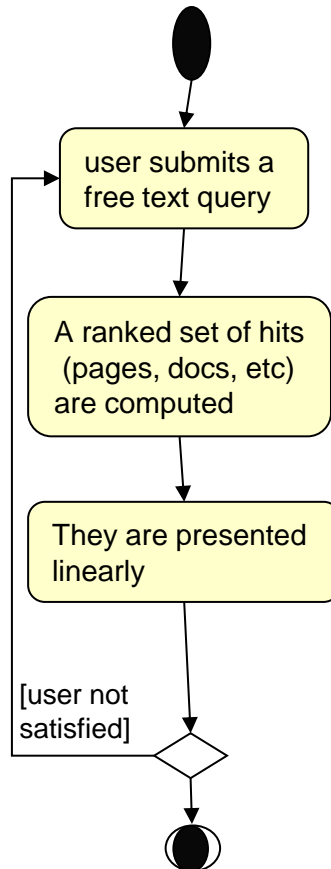 user submits a
free text query
A ranked set of hits
(pages, docs, etc)
are computed
They are presented
linearly
[user not
satisfied]